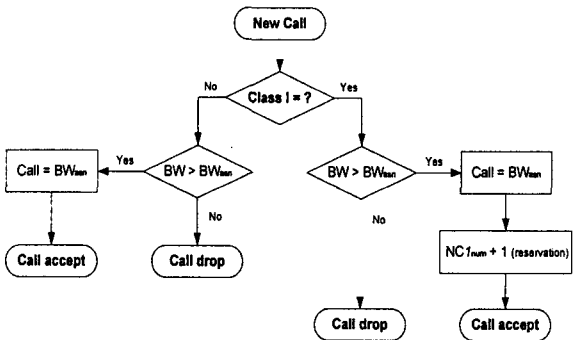 New Call
No
Class I = ?
Yes
Call = BWmin
Yes
BW > BWmin
BW > BWmin
Yes
Call = BWmin
No
No
Call accept
Call drop
NC1num + 1 (reservation)
Call drop
Call accept